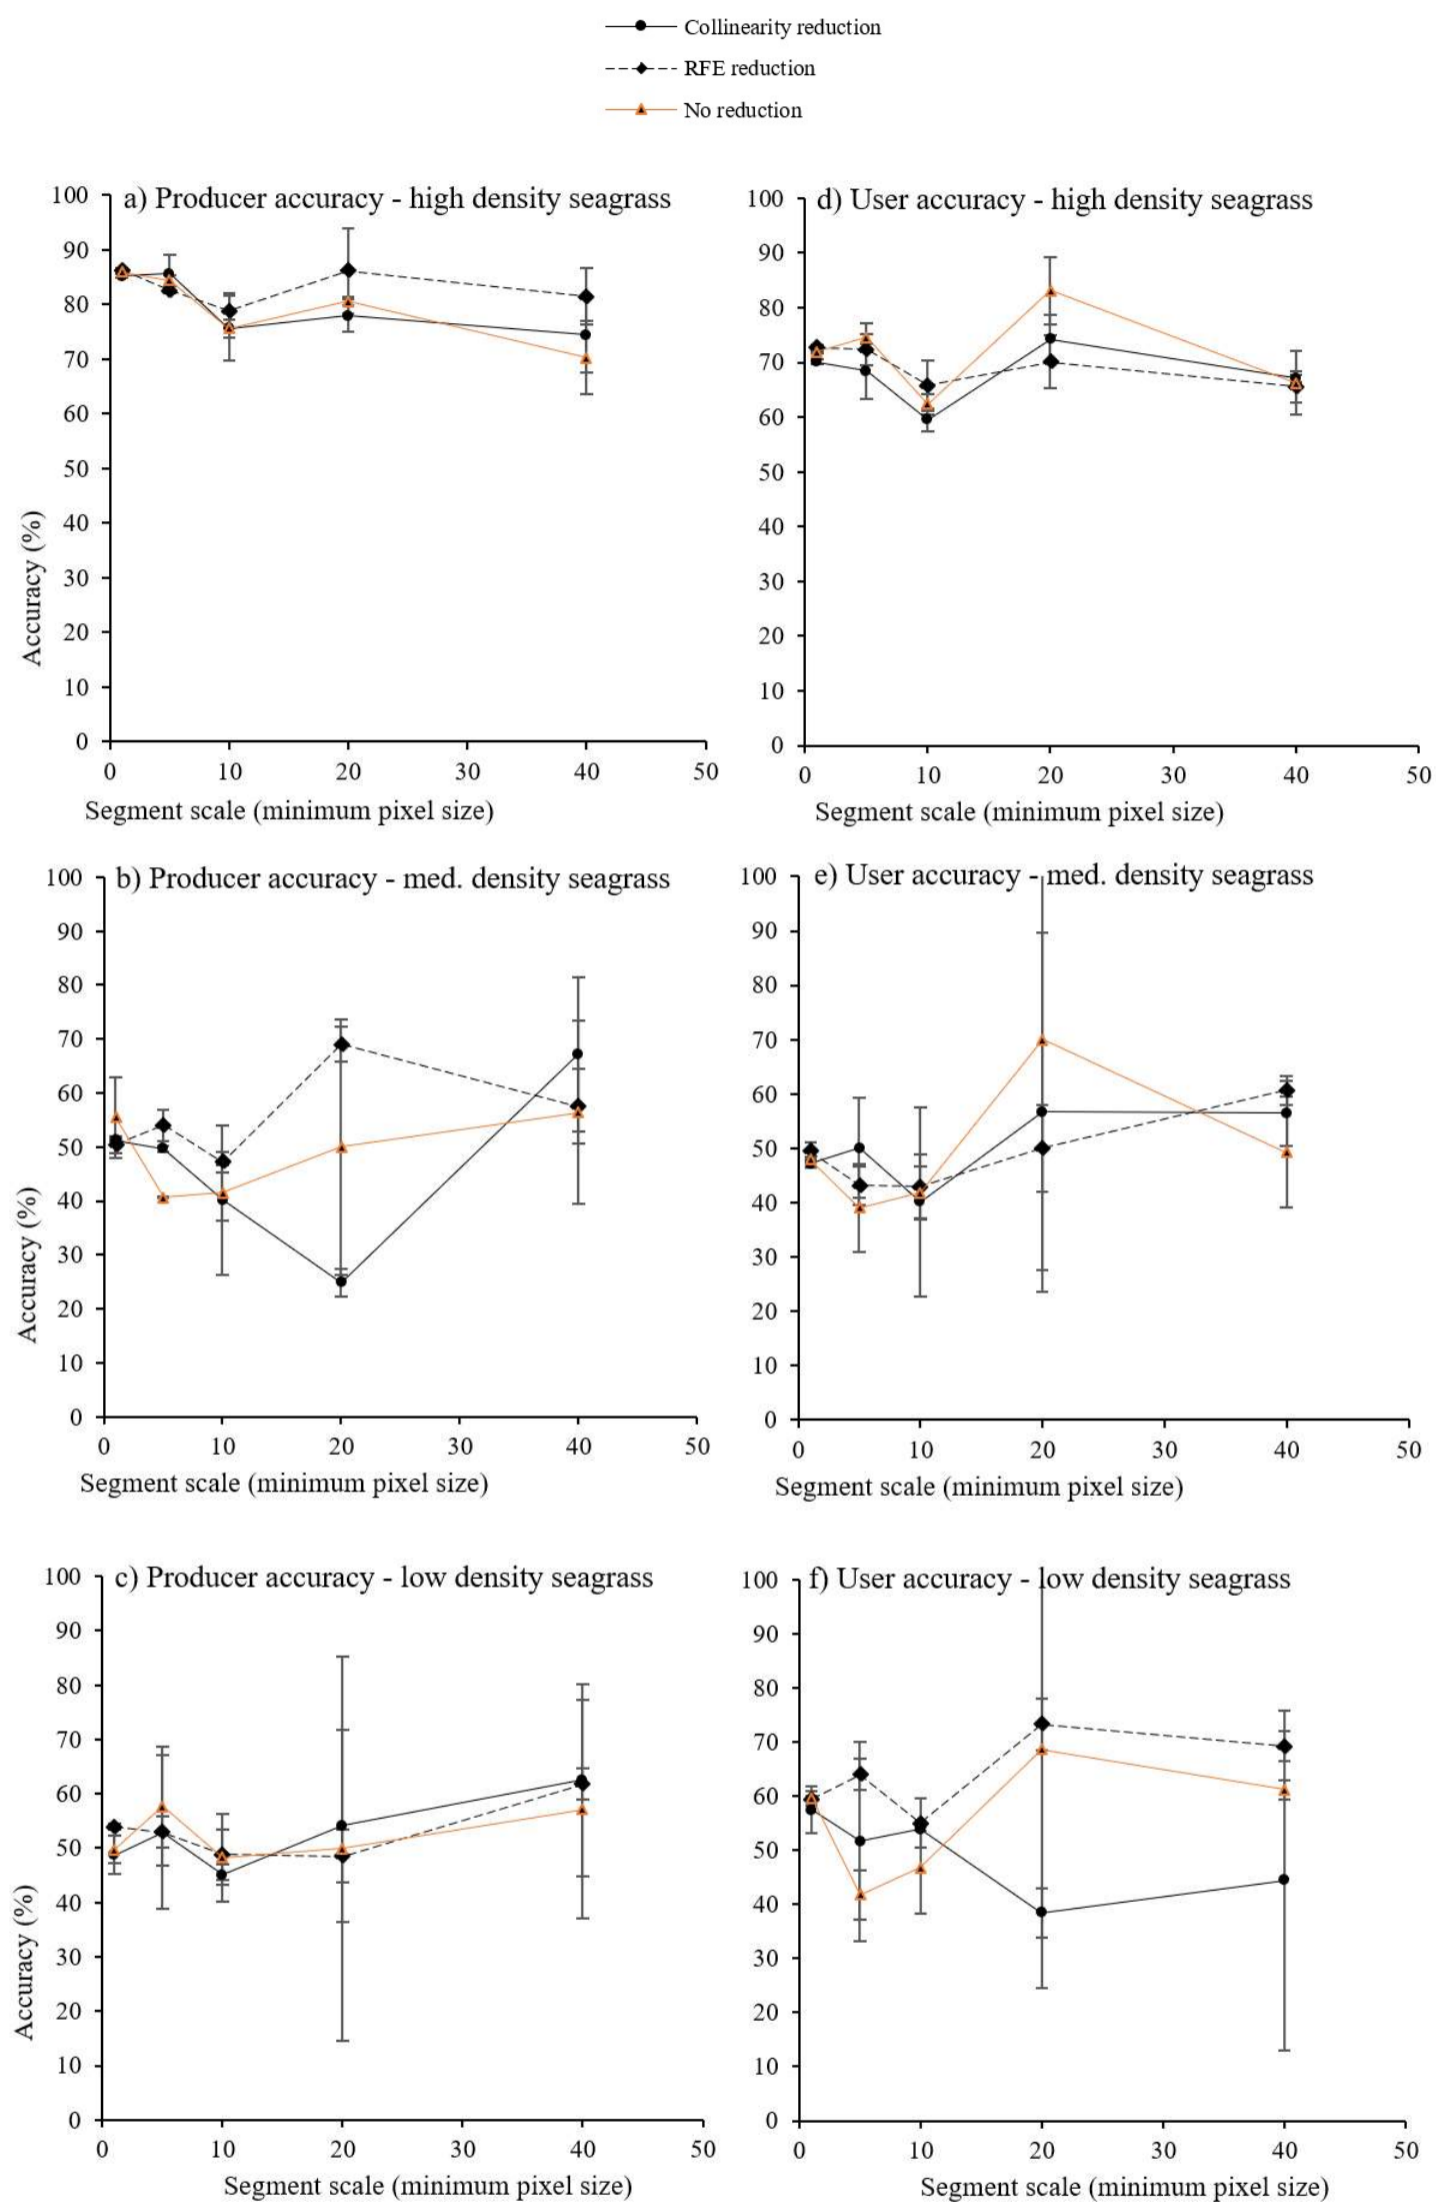 Collinearity reduction
RFE reduction
No reduction
a) Producer accuracy - high density seagrass
100
90
80
70
60
50
40
30
20
10
0
Accuracy (%)
0 10 20 30 40 50
Segment scale (minimum pixel size)
d) User accuracy - high density seagrass
100
90
80
70
60
50
40
30
20
10
0
0 10 20 30 40 50
Segment scale (minimum pixel size)
b) Producer accuracy - med. density seagrass
100
90
80
70
60
50
40
30
20
10
0
Accuracy (%)
0 10 20 30 40 50
Segment scale (minimum pixel size)
e) User accuracy - med. density seagrass
100
90
80
70
60
50
40
30
20
10
0
0 10 20 30 40 50
Segment scale (minimum pixel size)
c) Producer accuracy - low density seagrass
100
90
80
70
60
50
40
30
20
10
0
Accuracy (%)
0 10 20 30 40 50
Segment scale (minimum pixel size)
f) User accuracy - low density seagrass
100
90
80
70
60
50
40
30
20
10
0
0 10 20 30 40 50
Segment scale (minimum pixel size)